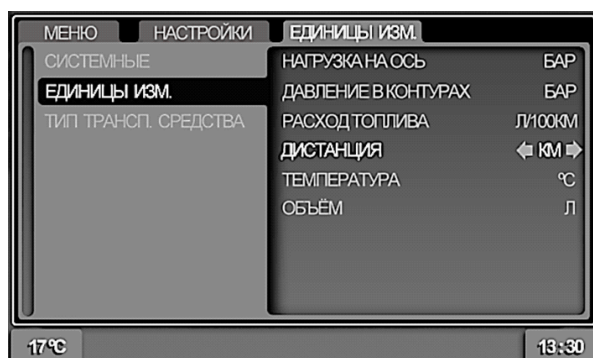 МЕНЮ НАСТРОЙКИ ЕДИНИЦЫ ИЗМ.
СИСТЕМНЫЕ
ЕДИНИЦЫ ИЗМ.
ТИП ТРАНСП. СРЕДСТВА
НАГРУЗКА НА ОСЬ БАР
ДАВЛЕНИЕ В КОНТУРАХ БАР
РАСХОД ТОПЛИВА Л/100КМ
ДИСТАНЦИЯ КМ
ТЕМПЕРАТУРА °C
ОБЪЁМ Л
17°C 13:30